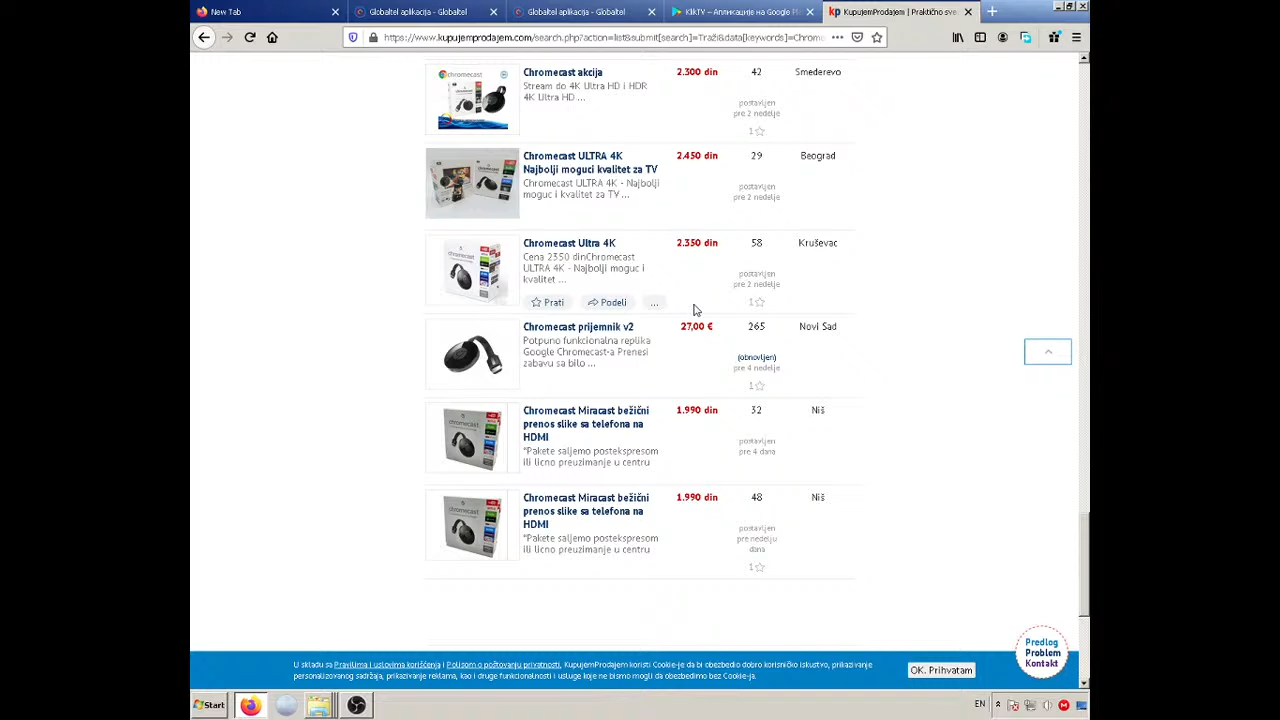 New Tab
Globaltel aplikacija - Globaltel
Globaltel aplikacija - Globaltel
KlikTV – Апликације на Google Pl
KupujemProdajem | Praktično sve
https://www.kupujemprodajem.com/search.php?action=list&submit[search]=Traži&data[keywords]=Chrome
Chromecast akcija
2.300 din
42
Smederevo
Stream do 4K Ultra HD i HDR
4K Ultra HD ...
postavljen
pre 2 nedelje
1
Chromecast ULTRA 4K
Najbolji moguci kvalitet za TV
2.450 din
29
Beograd
Chromecast ULTRA 4K - Najbolji
moguc i kvalitet za TV ...
postavljen
pre 2 nedelje
Chromecast Ultra 4K
2.350 din
58
Kruševac
Cena 2350 dinChromecast
ULTRA 4K - Najbolji moguc i
kvalitet ...
postavljen
pre 2 nedelje
Prati
Podeli
...
1
Chromecast prijemnik v2
27,00 €
265
Novi Sad
Potpuno funkcionalna replika
Google Chromecast-a Prenesi
zabavu sa bilo ...
(obnovljen)
pre 4 nedelje
1
Chromecast Miracast bežični
prenos slike sa telefona na
HDMI
1.990 din
32
Niš
*Pakete saljemo postekspresom
ili licno preuzimanje u centru
postavljen
pre 4 dana
Chromecast Miracast bežični
prenos slike sa telefona na
HDMI
1.990 din
48
Niš
*Pakete saljemo postekspresom
ili licno preuzimanje u centru
postavljen
pre nedelju
dana
1
Predlog
Problem
Kontakt
U skladu sa Pravilima i uslovima korišćenja i Polisom o poštovanju privatnosti, KupujemProdajem koristi Cookie-je da bi obezbedio dobro korisničko iskustvo, prikazivanje
personalizovanog sadržaja, prikazivanje reklama, kao i druge funkcionalnosti i usluge koje ne bismo mogli da obezbedimo bez Cookie-ja.
OK, Prihvatam
Start
EN